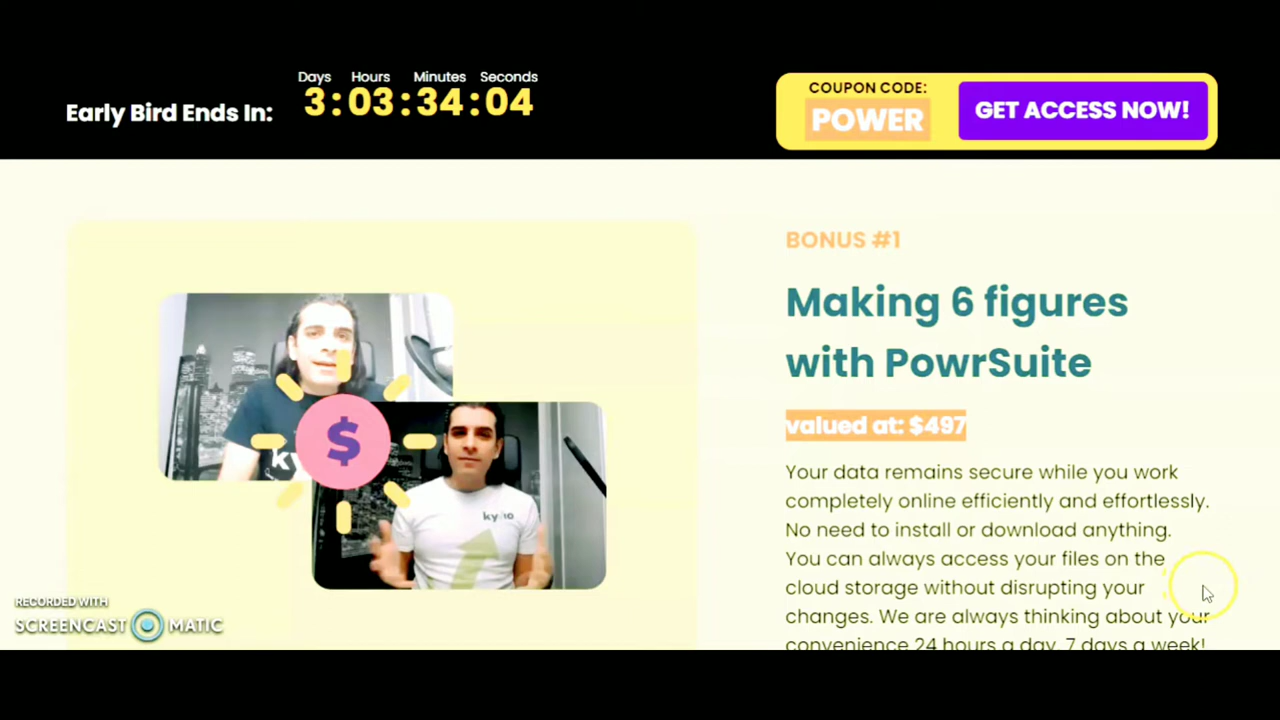 Days Hours Minutes Seconds
Early Bird Ends In: 3:03:34:04
COUPON CODE:
POWER
GET ACCESS NOW!
BONUS #1
Making 6 figures
with PowrSuite
valued at: $497
Your data remains secure while you work
completely online efficiently and effortlessly.
No need to install or download anything.
You can always access your files on the
cloud storage without disrupting your
changes. We are always thinking about your
convenience 24 hours a day, 7 days a week!
$
RECORDED WITH
SCREENCAST MATIC